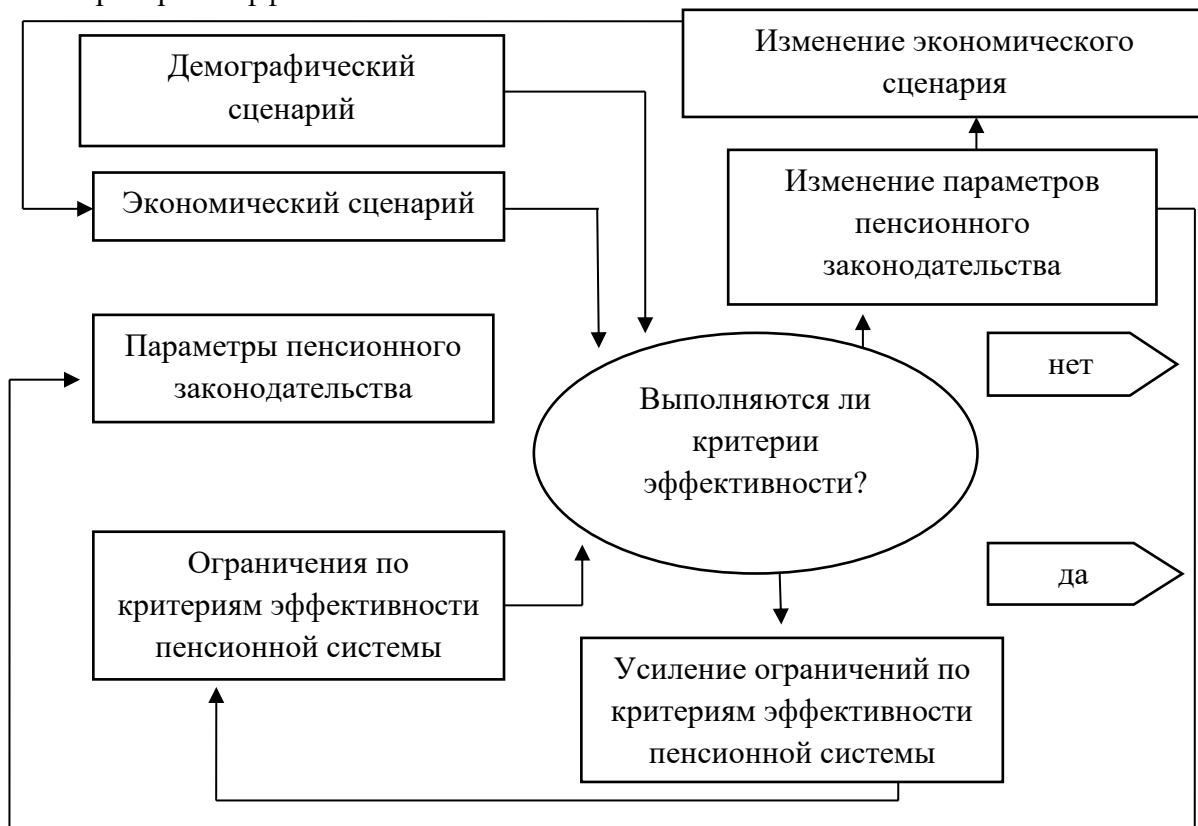 Изменение экономического
сценария
Демографический
сценарий
Экономический сценарий
Изменение параметров
пенсионного
законодательства
Параметры пенсионного
законодательства
нет
Выполняются ли
критерии
эффективности?
Ограничения по
критериям эффективности
пенсионной системы
да
Усиление ограничений по
критериям эффективности
пенсионной системы